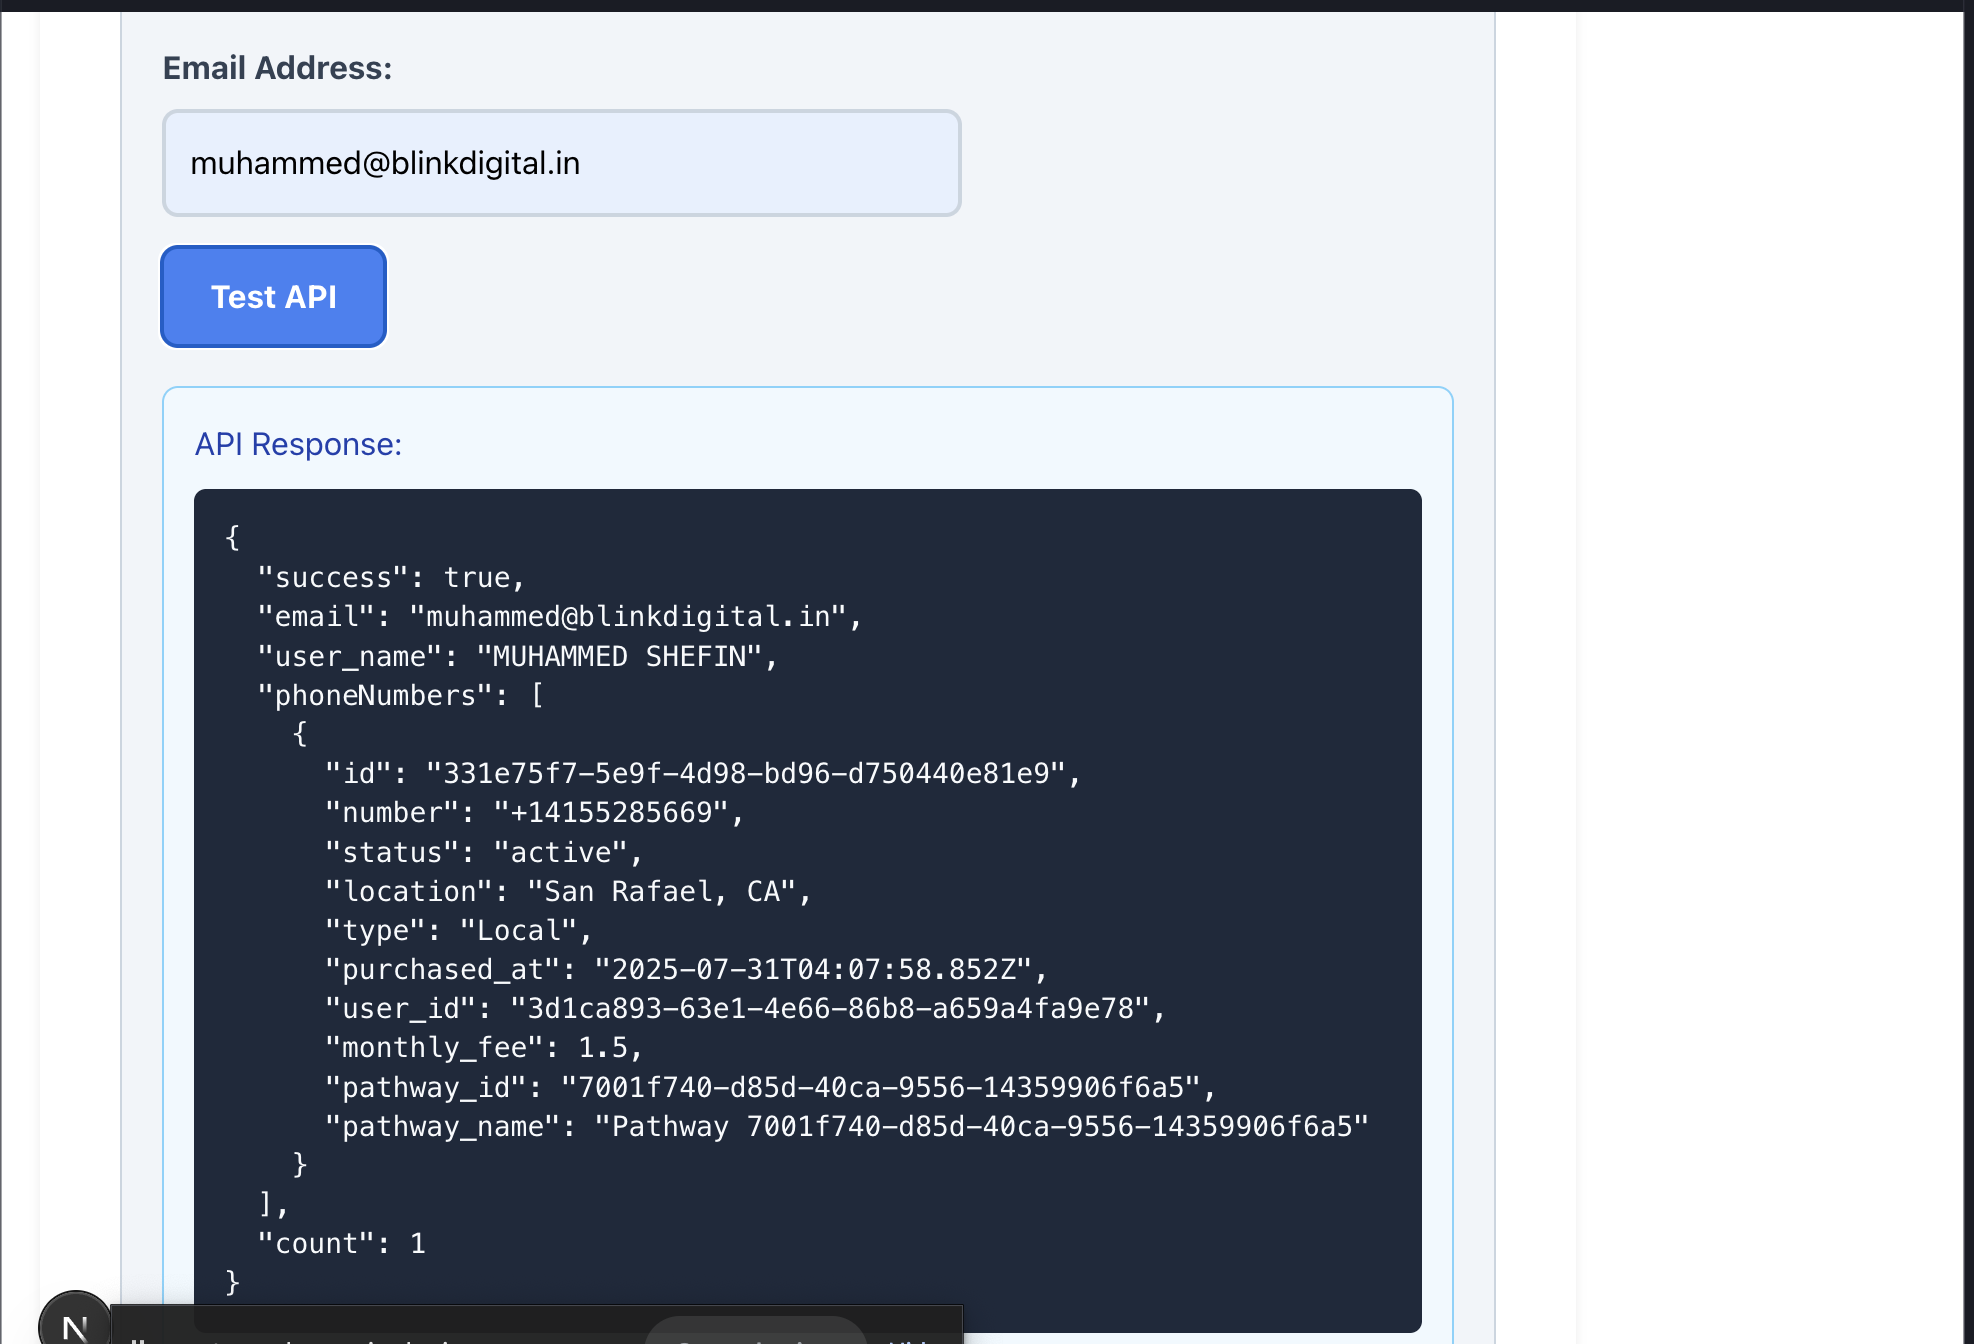 Email Address:
muhammed@blinkdigital.in
Test API
API Response:
{
  "success": true,
  "email": "muhammed@blinkdigital.in",
  "user_name": "MUHAMMED SHEFIN",
  "phoneNumbers": [
    {
      "id": "331e75f7-5e9f-4d98-bd96-d750440e81e9",
      "number": "+14155285669",
      "status": "active",
      "location": "San Rafael, CA",
      "type": "Local",
      "purchased_at": "2025-07-31T04:07:58.852Z",
      "user_id": "3d1ca893-63e1-4e66-86b8-a659a4fa9e78",
      "monthly_fee": 1.5,
      "pathway_id": "7001f740-d85d-40ca-9556-14359906f6a5",
      "pathway_name": "Pathway 7001f740-d85d-40ca-9556-14359906f6a5"
    }
  ],
  "count": 1
}
N